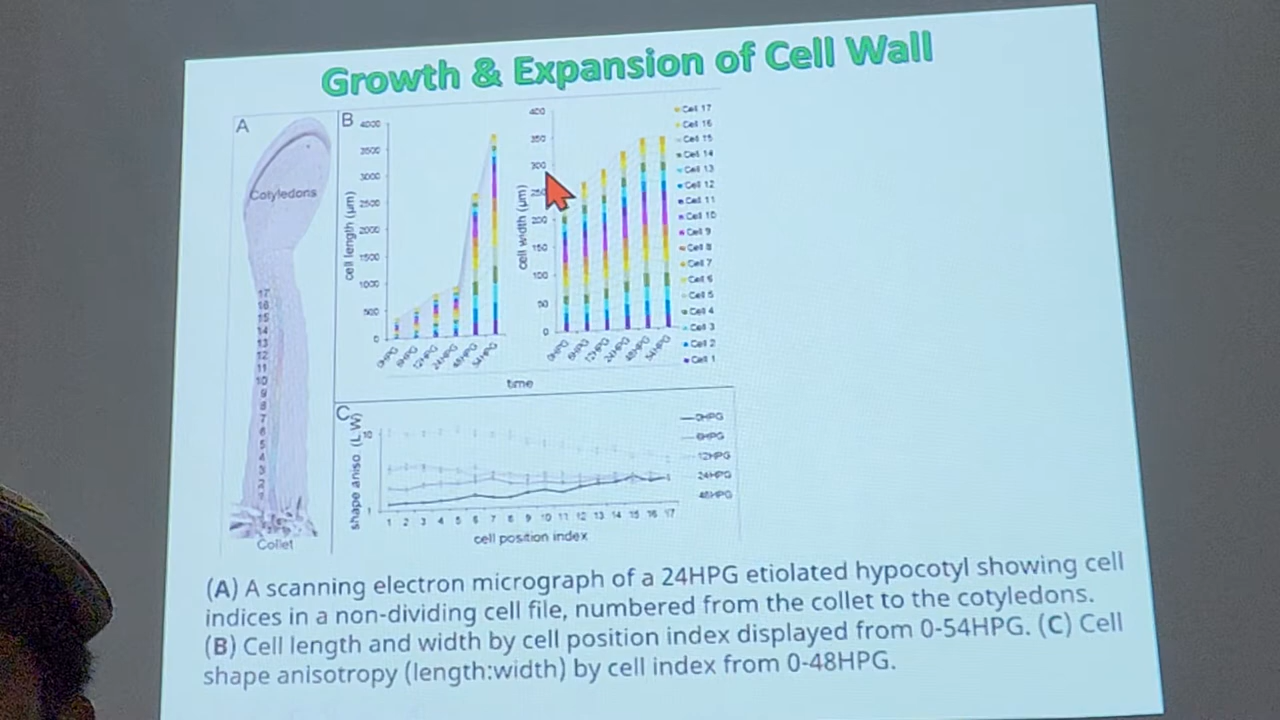 Growth & Expansion of Cell Wall
A
Cotyledons
17
16
15
14
13
12
11
10
9
8
7
6
5
4
3
2
Collet
B
cell length (µm)
4000
3500
3000
2500
2000
1500
1000
500
0
0HPG 6HPG 12HPG 24HPG 48HPG 54HPG
cell width (µm)
400
350
300
250
200
150
100
50
0
0HPG 6HPG 12HPG 24HPG 48HPG 54HPG
time
Cell 17
Cell 16
Cell 15
Cell 14
Cell 13
Cell 12
Cell 11
Cell 10
Cell 9
Cell 8
Cell 7
Cell 6
Cell 5
Cell 4
Cell 3
Cell 2
Cell 1
C
shape aniso. (L:W)
10
1
1 2 3 4 5 6 7 8 9 10 11 12 13 14 15 16 17
cell position index
0HPG
6HPG
12HPG
24HPG
48HPG
(A) A scanning electron micrograph of a 24HPG etiolated hypocotyl showing cell
indices in a non-dividing cell file, numbered from the collet to the cotyledons.
(B) Cell length and width by cell position index displayed from 0-54HPG. (C) Cell
shape anisotropy (length:width) by cell index from 0-48HPG.